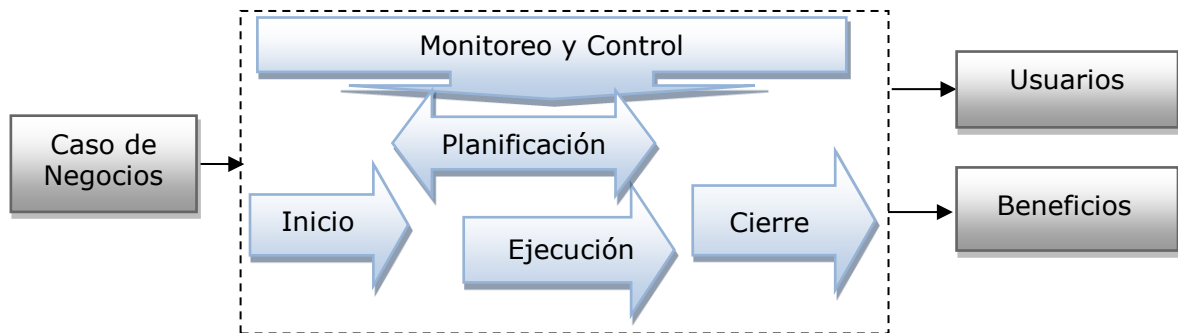 Monitoreo y Control
Usuarios
Caso de
Negocios
Planificación
Inicio
Ejecución
Cierre
Beneficios